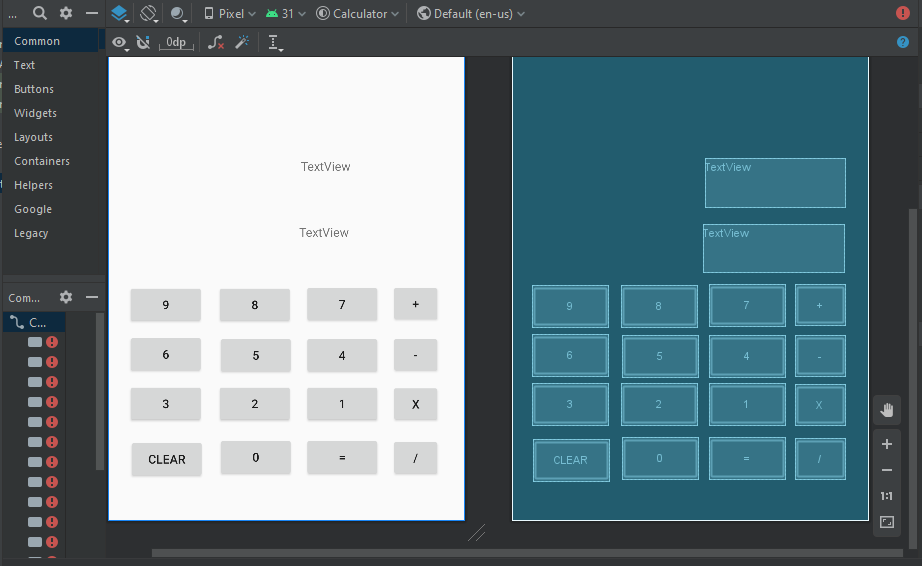 ... Pixel 31 Calculator Default (en-us)
0dp
Common
Text
Buttons
Widgets
Layouts
Containers
Helpers
Google
Legacy
Com...
C...
TextView
TextView
9 8 7 +
6 5 4 -
3 2 1 X
CLEAR 0 = /
TextView
TextView
9 8 7 +
6 5 4 -
3 2 1 X
CLEAR 0 = /
1:1